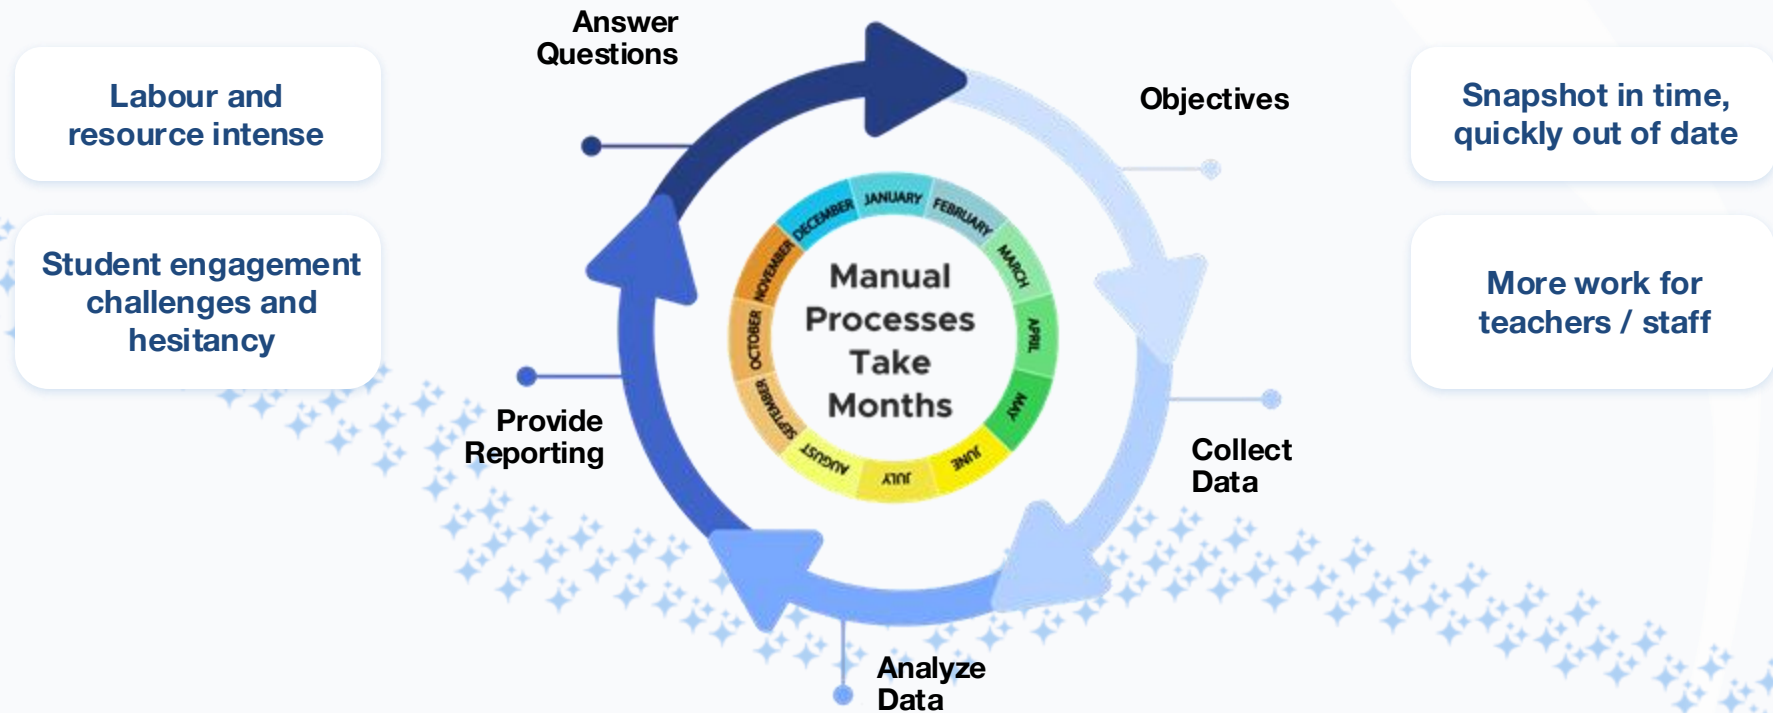 Answer
Questions
Labour and
resource intense
Objectives
Snapshot in time,
quickly out of date
Student engagement
challenges and
hesitancy
More work for
teachers / staff
JANUARY
FEBRUARY
MARCH
APRIL
MAY
JUNE
JULY
AUGUST
SEPTEMBER
OCTOBER
NOVEMBER
DECEMBER
Manual
Processes
Take
Months
Provide
Reporting
Collect
Data
Analyze
Data